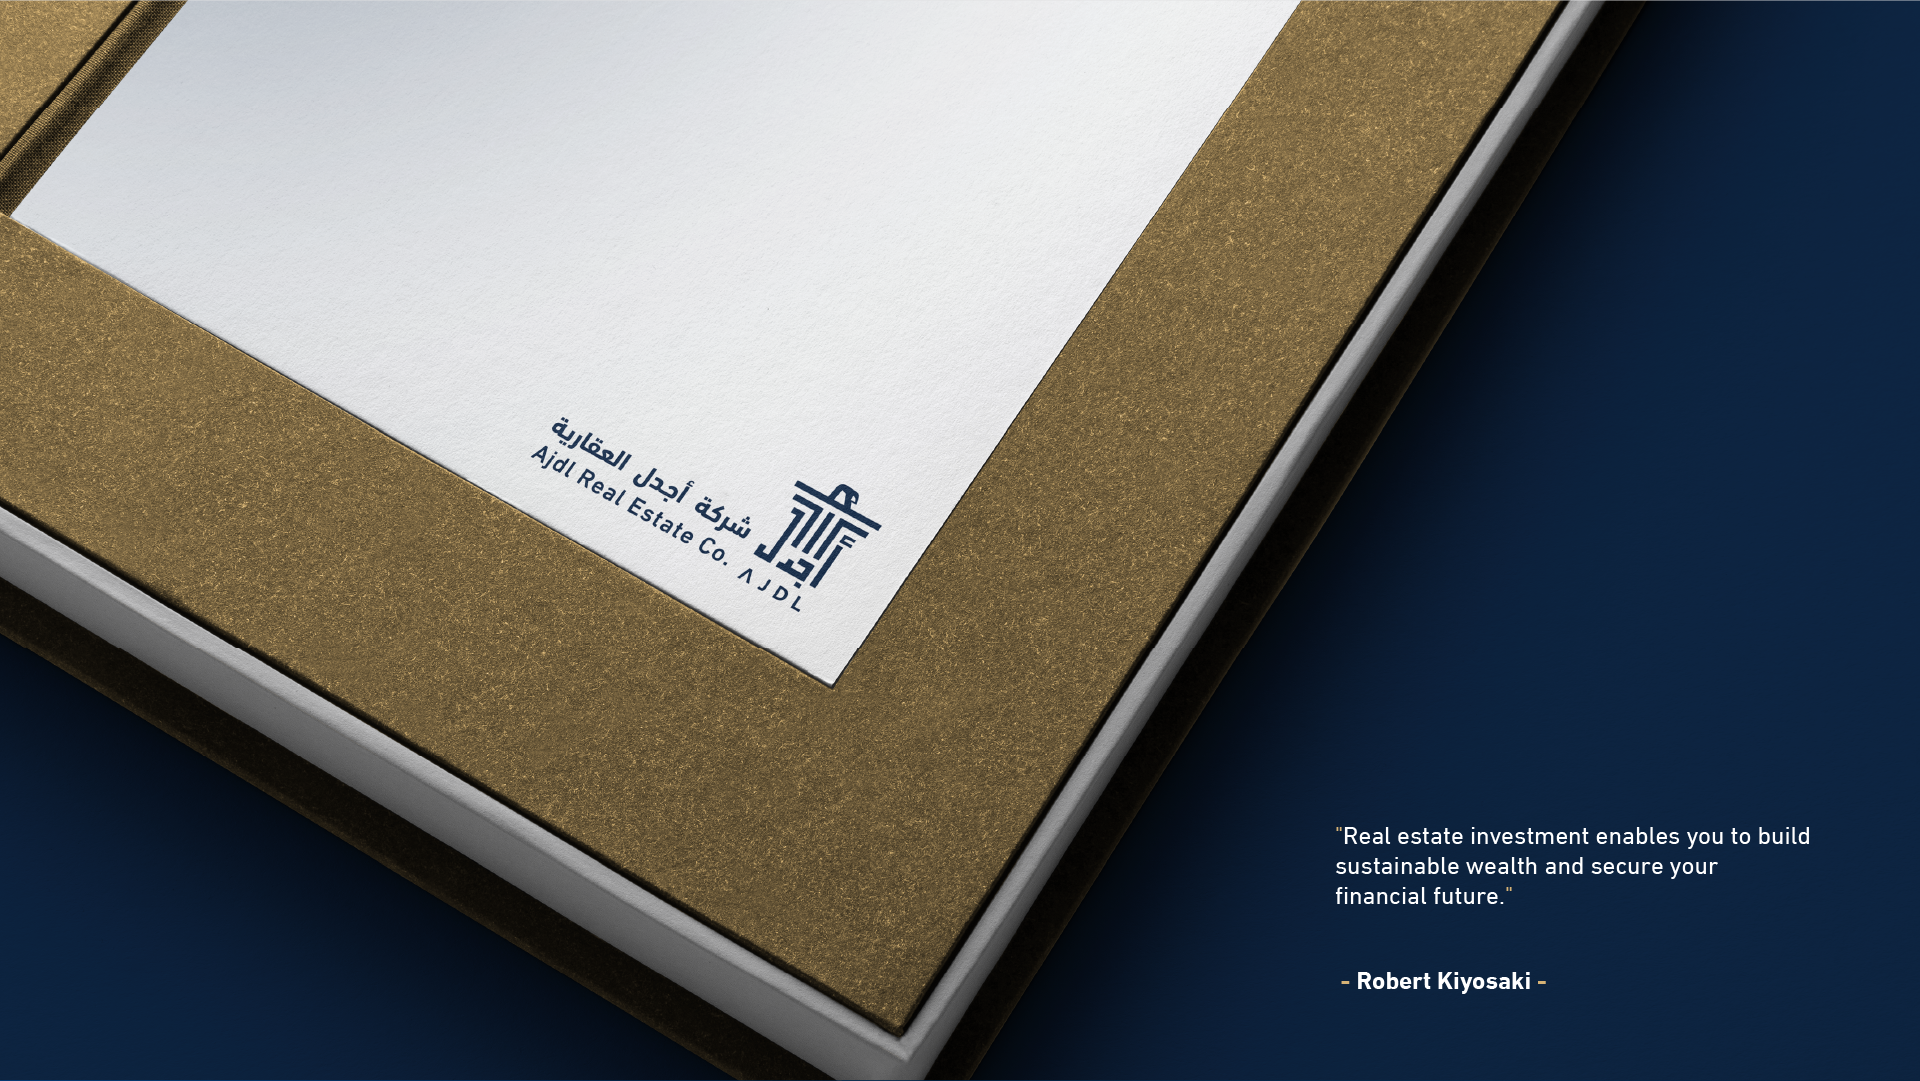 شركة أجدل العقارية
Ajdl Real Estate Co.
أجدل
AJDL
"Real estate investment enables you to build
sustainable wealth and secure your
financial future."
- Robert Kiyosaki -